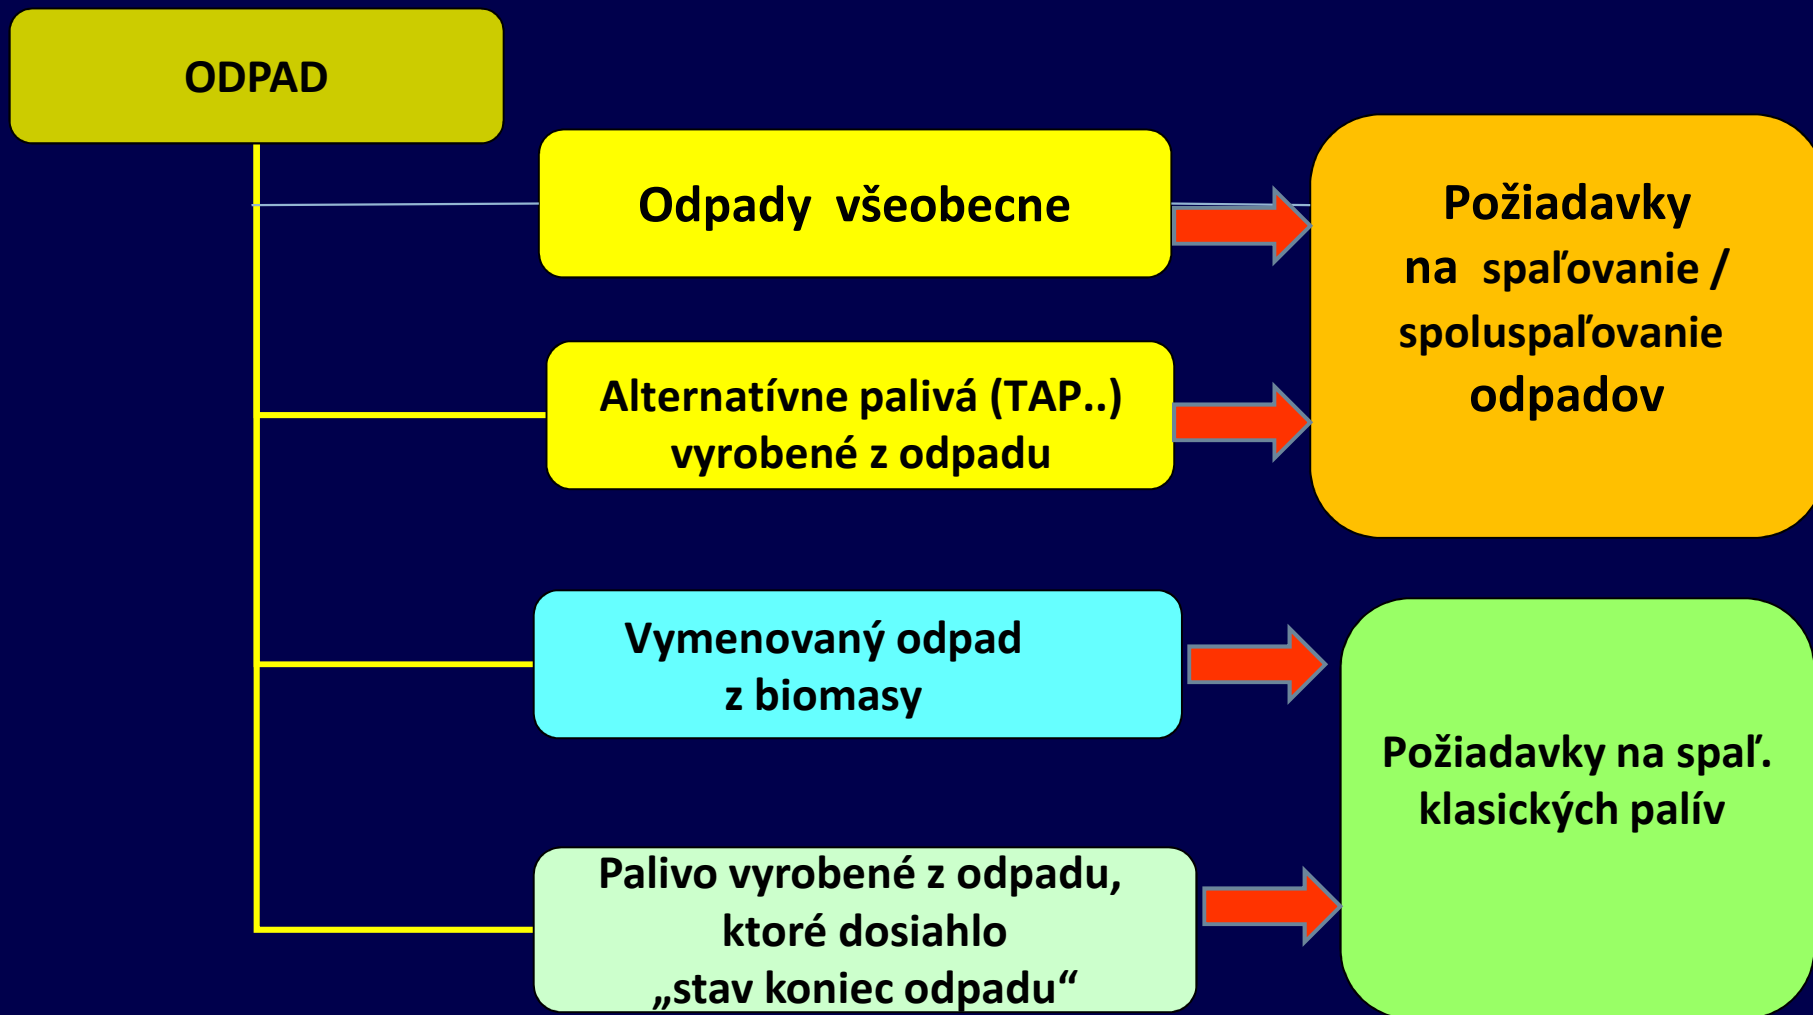 ODPAD
Odpady všeobecne
Požiadavky
na spaľovanie /
spoluspaľovanie
odpadov
Alternatívne palivá (TAP..)
vyrobené z odpadu
Vymenovaný odpad
z biomasy
Požiadavky na spaľ.
klasických palív
Palivo vyrobené z odpadu,
ktoré dosiahlo
„stav koniec odpadu“